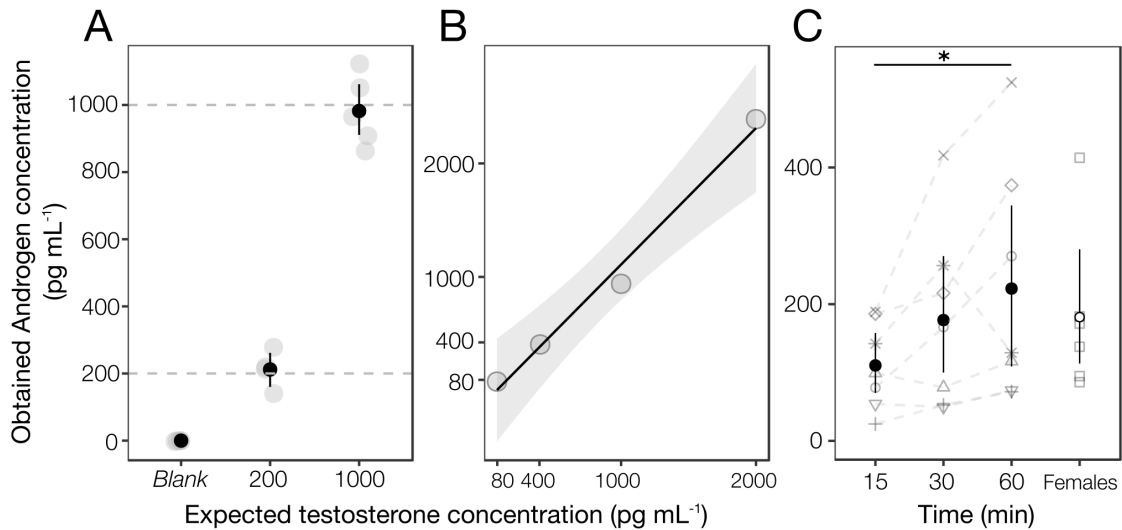 A
B
C
Obtained Androgen concentration
(pg mL⁻¹)
1000
800
600
400
200
0
Blank
200
1000
2000
1000
400
80
80
400
1000
2000
Expected testosterone concentration (pg mL⁻¹)
*
400
200
0
15
30
60
Females
Time (min)